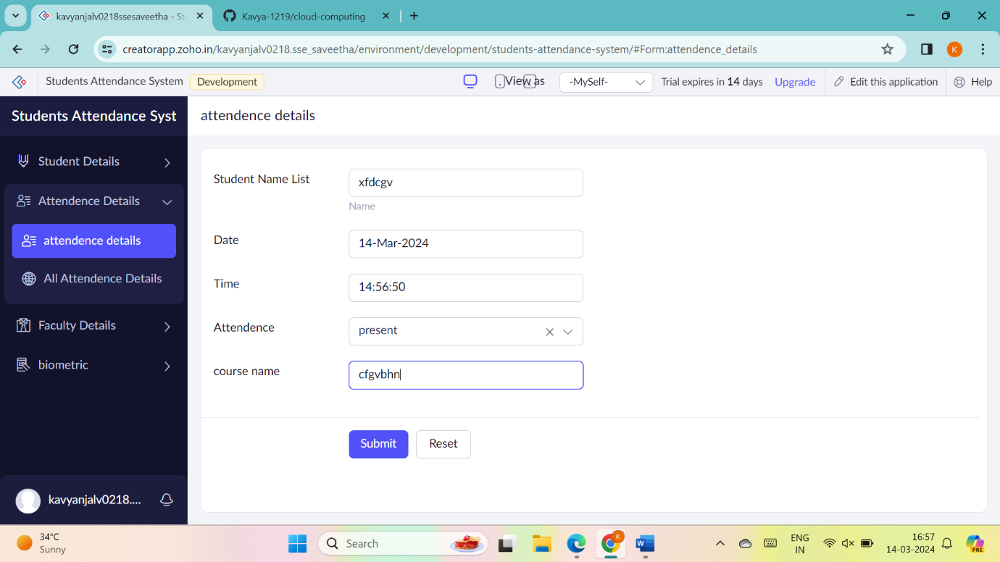 kavyanjalv0218ssesaveetha - St
Kavya-1219/cloud-computing
creatorapp.zoho.in/kavyanjalv0218.sse_saveetha/environment/development/students-attendance-system/#Form:attendence_details
K
Students Attendance System
Development
View as
-MySelf-
Trial expires in 14 days
Upgrade
Edit this application
Help
Students Attendance Syst
attendence details
Student Details
Attendence Details
attendence details
All Attendence Details
Faculty Details
biometric
kavyanjalv0218....
Student Name List
xfdcgv
Name
Date
14-Mar-2024
Time
14:56:50
Attendence
present
course name
cfgvbhn
Submit
Reset
34°C
Sunny
Search
K
W
ENG
IN
16:57
14-03-2024
PRE